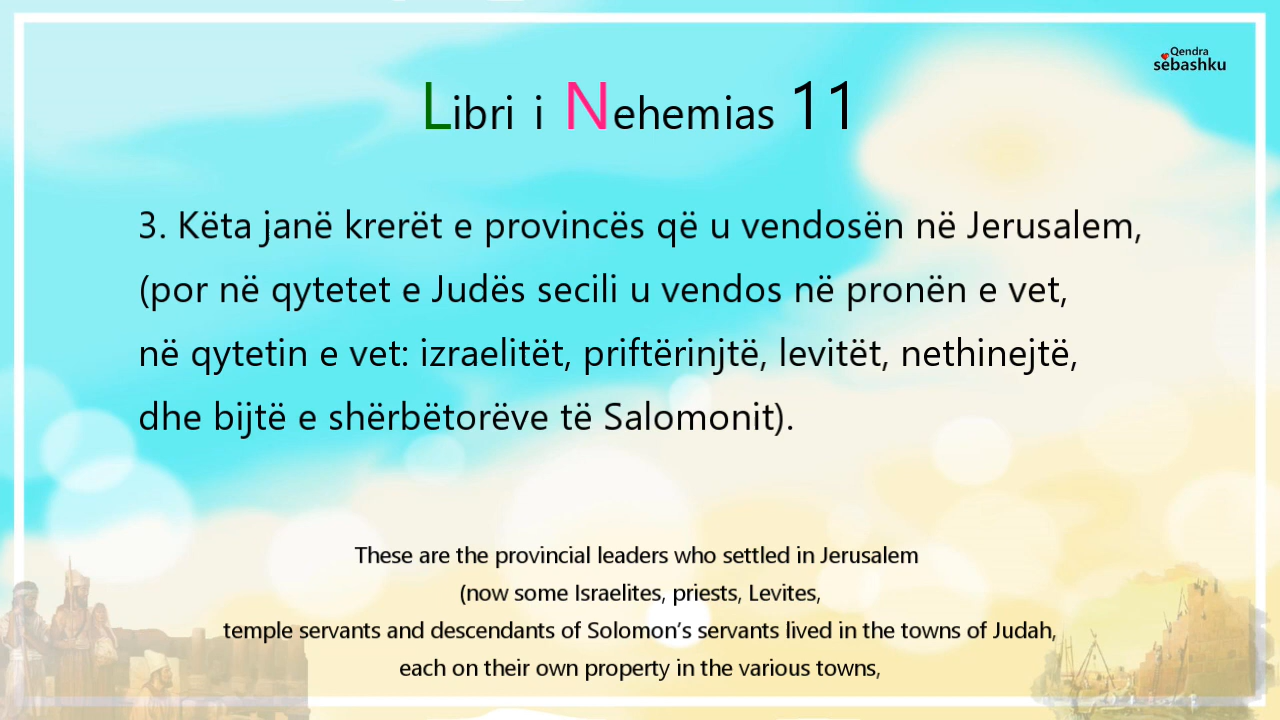 Qendra
sëbashku
Libri i Nehemias 11
3. Këta janë krerët e provincës që u vendosën në Jerusalem,
(por në qytetet e Judës secili u vendos në pronën e vet,
në qytetin e vet: izraelitët, priftërinjtë, levitët, nethinejtë,
dhe bijtë e shërbëtorëve të Salomonit).
These are the provincial leaders who settled in Jerusalem
(now some Israelites, priests, Levites,
temple servants and descendants of Solomon's servants lived in the towns of Judah,
each on their own property in the various towns,